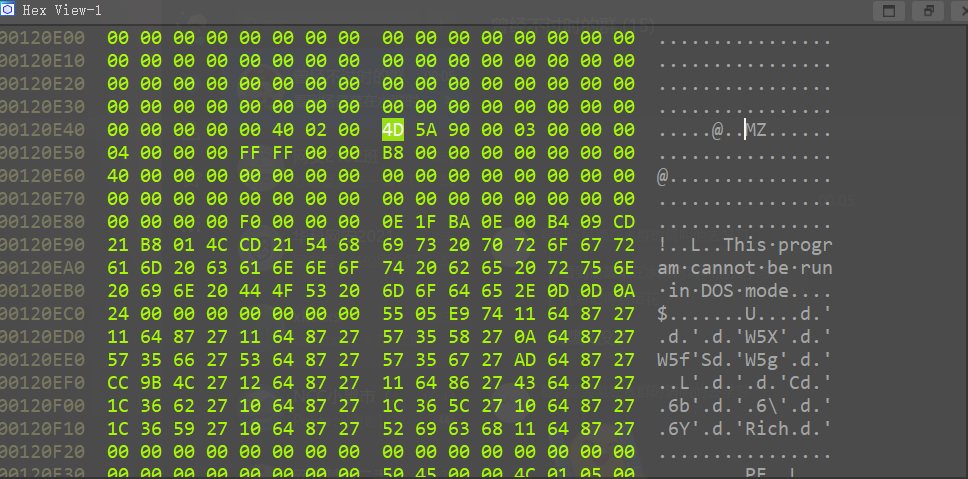 Hex View-1
00120E00 00 00 00 00 00 00 00 00 00 00 00 00 00 00 00 00 ................
00120E10 00 00 00 00 00 00 00 00 00 00 00 00 00 00 00 00 ................
00120E20 00 00 00 00 00 00 00 00 00 00 00 00 00 00 00 00 ................
00120E30 00 00 00 00 00 00 00 00 00 00 00 00 00 00 00 00 ................
00120E40 00 00 00 00 00 40 02 00 4D 5A 90 00 03 00 00 00 .....@..MZ.....
00120E50 04 00 00 00 FF FF 00 00 B8 00 00 00 00 00 00 00 ................
00120E60 40 00 00 00 00 00 00 00 00 00 00 00 00 00 00 00 @...............
00120E70 00 00 00 00 00 00 00 00 00 00 00 00 00 00 00 00 ................
00120E80 00 00 00 00 F0 00 00 00 0E 1F BA 0E 00 B4 09 CD ................
00120E90 21 B8 01 4C CD 21 54 68 69 73 20 70 72 6F 67 72 !..L..This·progr
00120EA0 61 6D 20 63 61 6E 6E 6F 74 20 62 65 20 72 75 6E am·cannot·be·run
00120EB0 20 69 6E 20 44 4F 53 20 6D 6F 64 65 2E 0D 0D 0A ·in·DOS·mode....
00120EC0 24 00 00 00 00 00 00 00 55 05 E9 74 11 64 87 27 $.......U....d.'
00120ED0 11 64 87 27 11 64 87 27 57 35 58 27 0A 64 87 27 .d.'.d.'W5X'.d.'
00120EE0 57 35 66 27 53 64 87 27 57 35 67 27 AD 64 87 27 W5f'Sd.'W5g'.d.'
00120EF0 CC 9B 4C 27 12 64 87 27 11 64 86 27 43 64 87 27 ..L'.d.'.d.'Cd.'
00120F00 1C 36 62 27 10 64 87 27 1C 36 5C 27 10 64 87 27 .6b'.d.'.6\'.d.'
00120F10 1C 36 59 27 10 64 87 27 52 69 63 68 11 64 87 27 .6Y'.d.'Rich.d.'
00120F20 00 00 00 00 00 00 00 00 00 00 00 00 00 00 00 00 ................
00120F30 00 00 00 00 00 00 00 00 50 45 00 00 4C 01 05 00 ........PE..L...